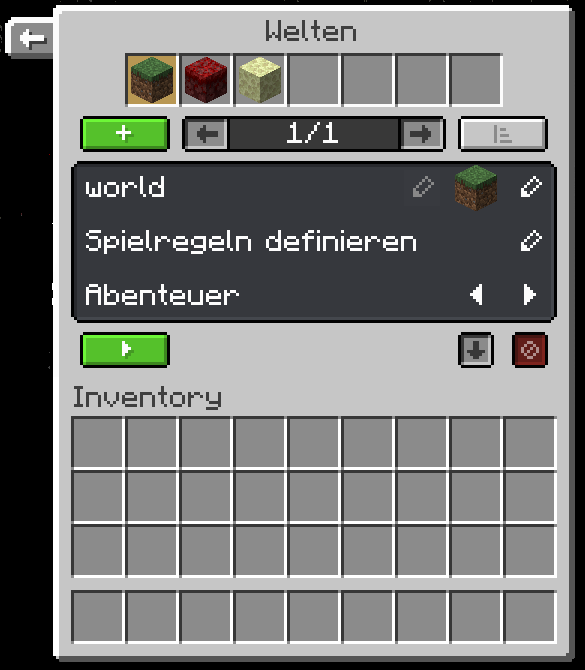 Welten
+
1/1
world
Spielregeln definieren
Abenteuer
Inventory